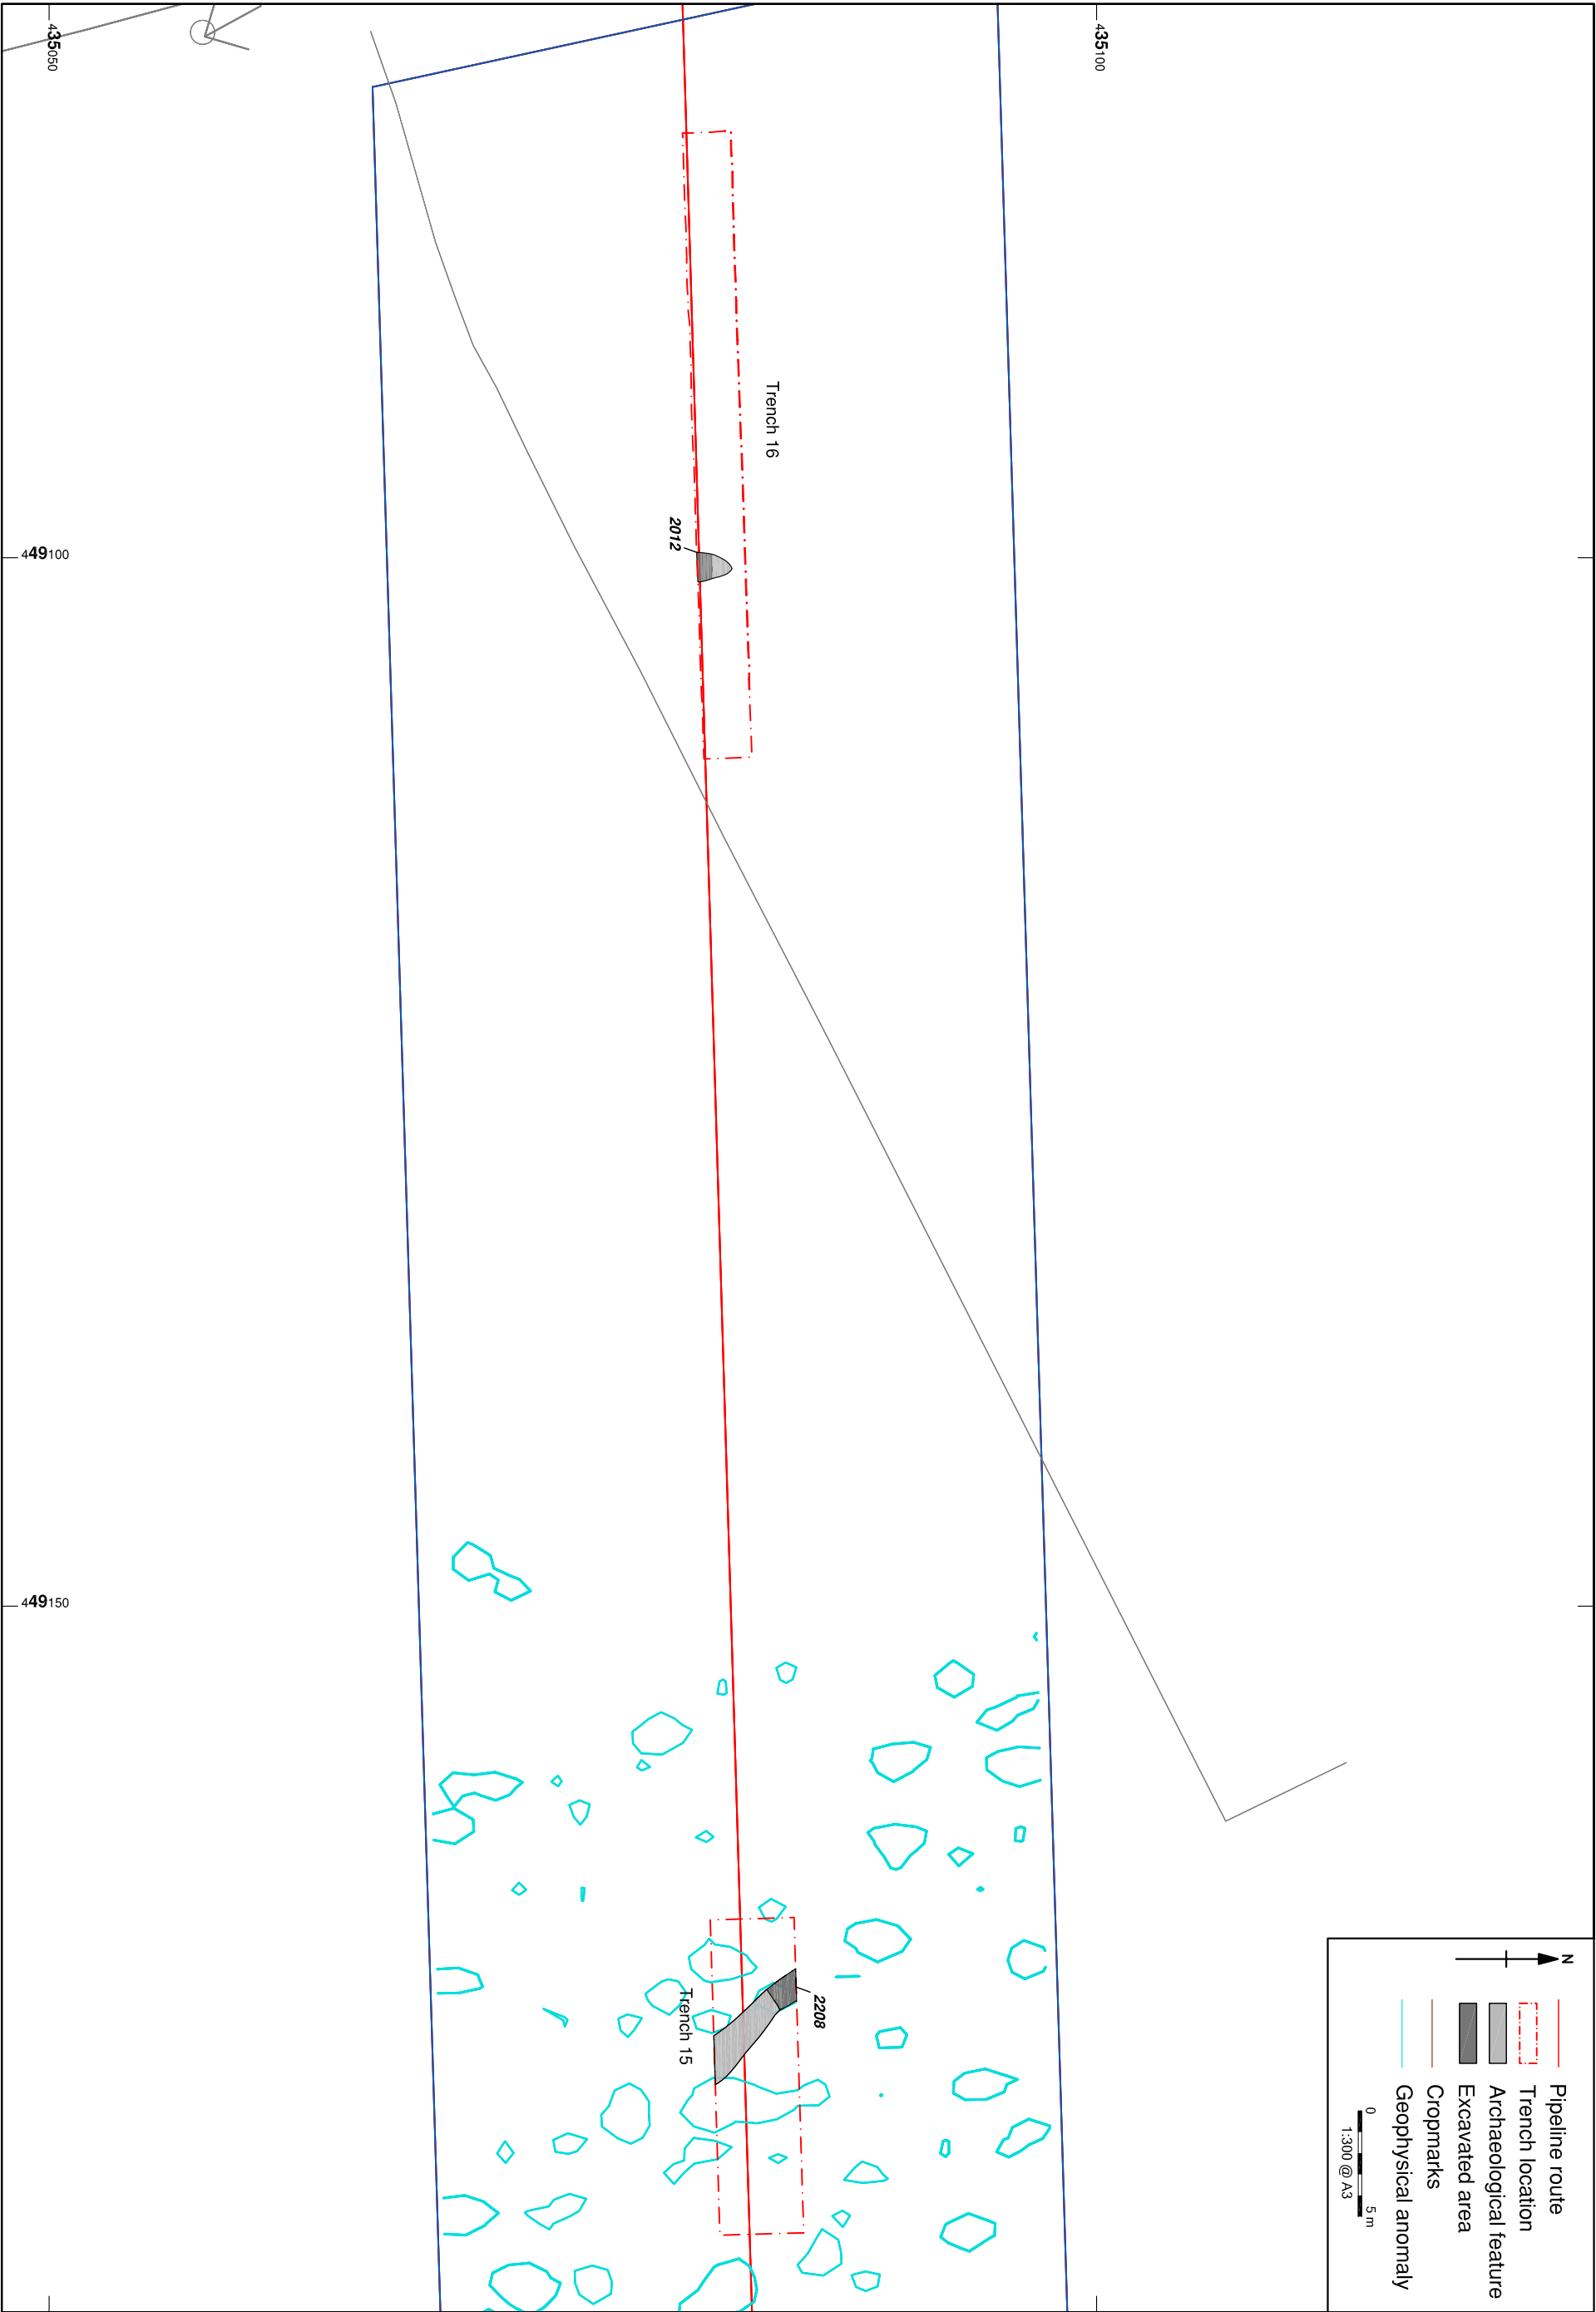 N
Pipeline route
Trench location
Archaeological feature
Excavated area
Cropmarks
Geophysical anomaly
0 5 m
1:300 @ A3
435100
435050
449100
449150
Trench 16
2012
2208
Trench 15